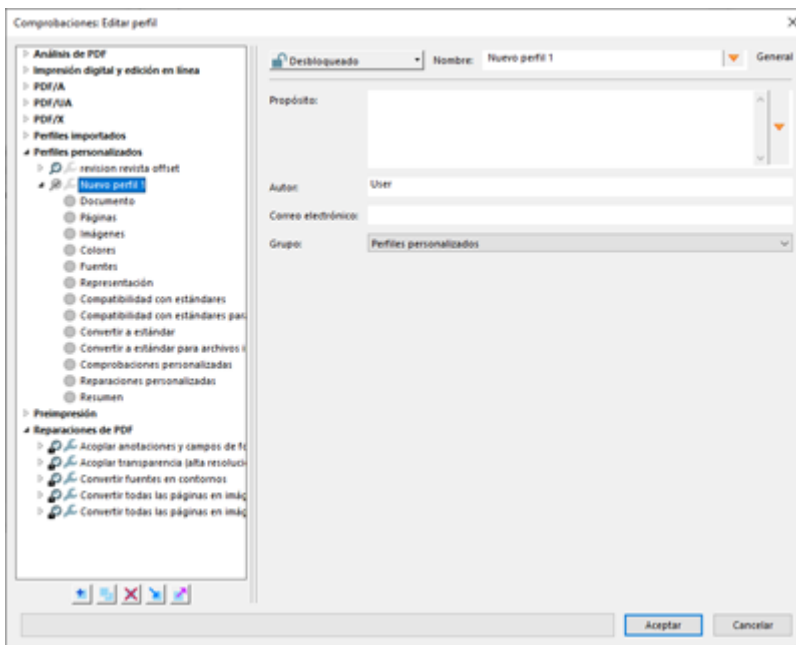 Comprobaciones: Editar perfil
Análisis de PDF
Impresión digital y edición en línea
PDF/A
PDF/UA
PDF/X
Perfiles importados
Perfiles personalizados
revision revista offset
Nuevo perfil 1
Documento
Páginas
Imágenes
Colores
Fuentes
Representación
Compatibilidad con estándares
Compatibilidad con estándares par
Convertir a estándar
Convertir a estándar para archivos i
Comprobaciones personalizadas
Reparaciones personalizadas
Resumen
Preimpresión
Reparaciones de PDF
Acoplar anotaciones y campos de fo
Acoplar transparencia (alta resoluci
Convertir fuentes en contornos
Convertir todas las páginas en imág
Convertir todas las páginas en imág
Desbloqueado
Nombre: Nuevo perfil 1
General
Propósito:
Autor: User
Correo electrónico:
Grupo: Perfiles personalizados
Aceptar
Cancelar